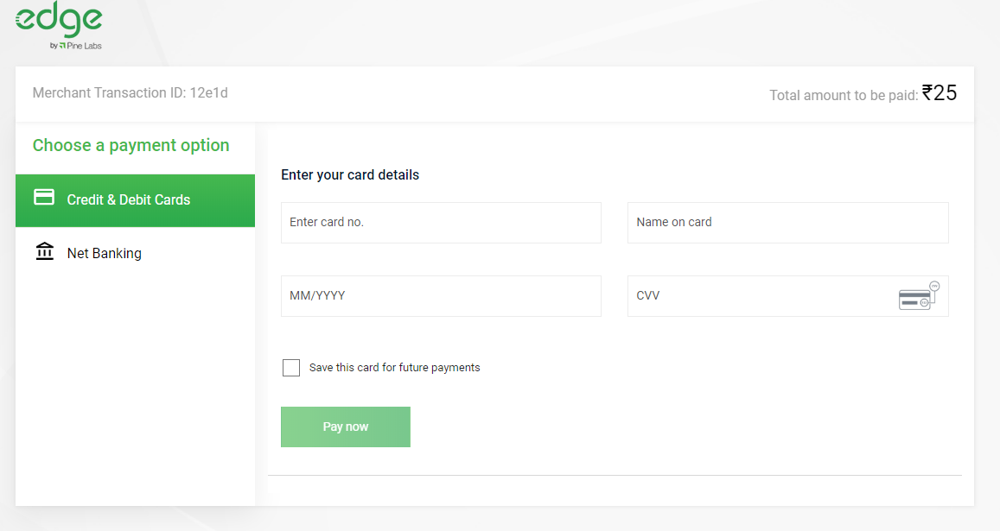 edge
by Pine Labs
Merchant Transaction ID: 12e1d
Total amount to be paid: ₹25
Choose a payment option
Credit & Debit Cards
Net Banking
Enter your card details
Enter card no.
Name on card
MM/YYYY
CVV
Save this card for future payments
Pay now